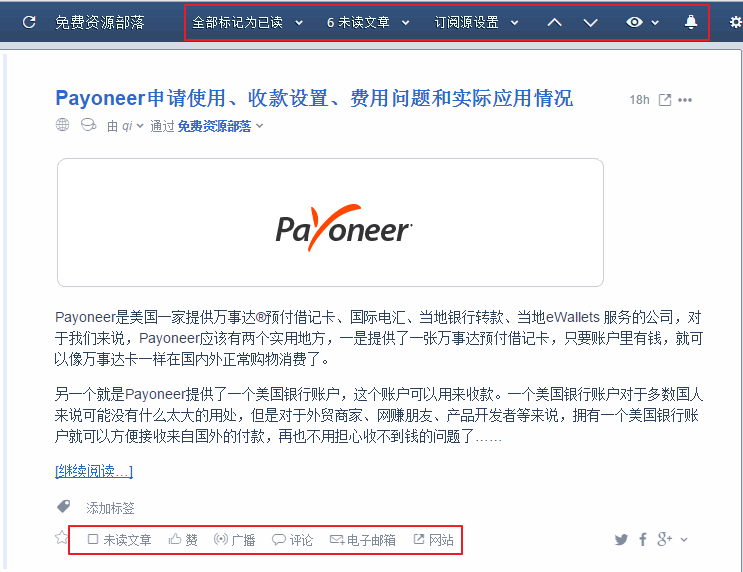 免费资源部落 全部标记为已读 6 未读文章 订阅源设置
Payoneer申请使用、收款设置、费用问题和实际应用情况 18h
由 qi 通过 免费资源部落
Payoneer
Payoneer是美国一家提供万事达®预付借记卡、国际电汇、当地银行转款、当地eWallets 服务的公司，对
于我们来说，Payoneer应该有两个实用地方，一是提供了一张万事达预付借记卡，只要账户里有钱，就可
以像万事达卡一样在国内外正常购物消费了。
另一个就是Payoneer提供了一个美国银行账户，这个账户可以用来收款。一个美国银行账户对于多数国人
来说可能没有什么太大的用处，但是对于外贸商家、网赚朋友、产品开发者等来说，拥有一个美国银行账
户就可以方便接收来自国外的付款，再也不用担心收不到钱的问题了……
[继续阅读…]
添加标签
未读文章 赞 广播 评论 电子邮箱 网站